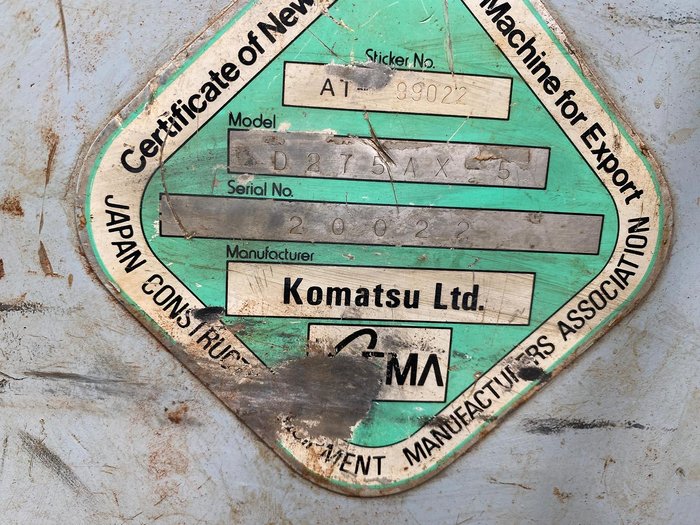 Certificate of New Machine for Export
Sticker No.
AT- 99022
Model
D275AX-5
Serial No.
20022
Manufacturer
Komatsu Ltd.
JAPAN CONSTRUC MENT MANUFACTURERS ASSOCIATION